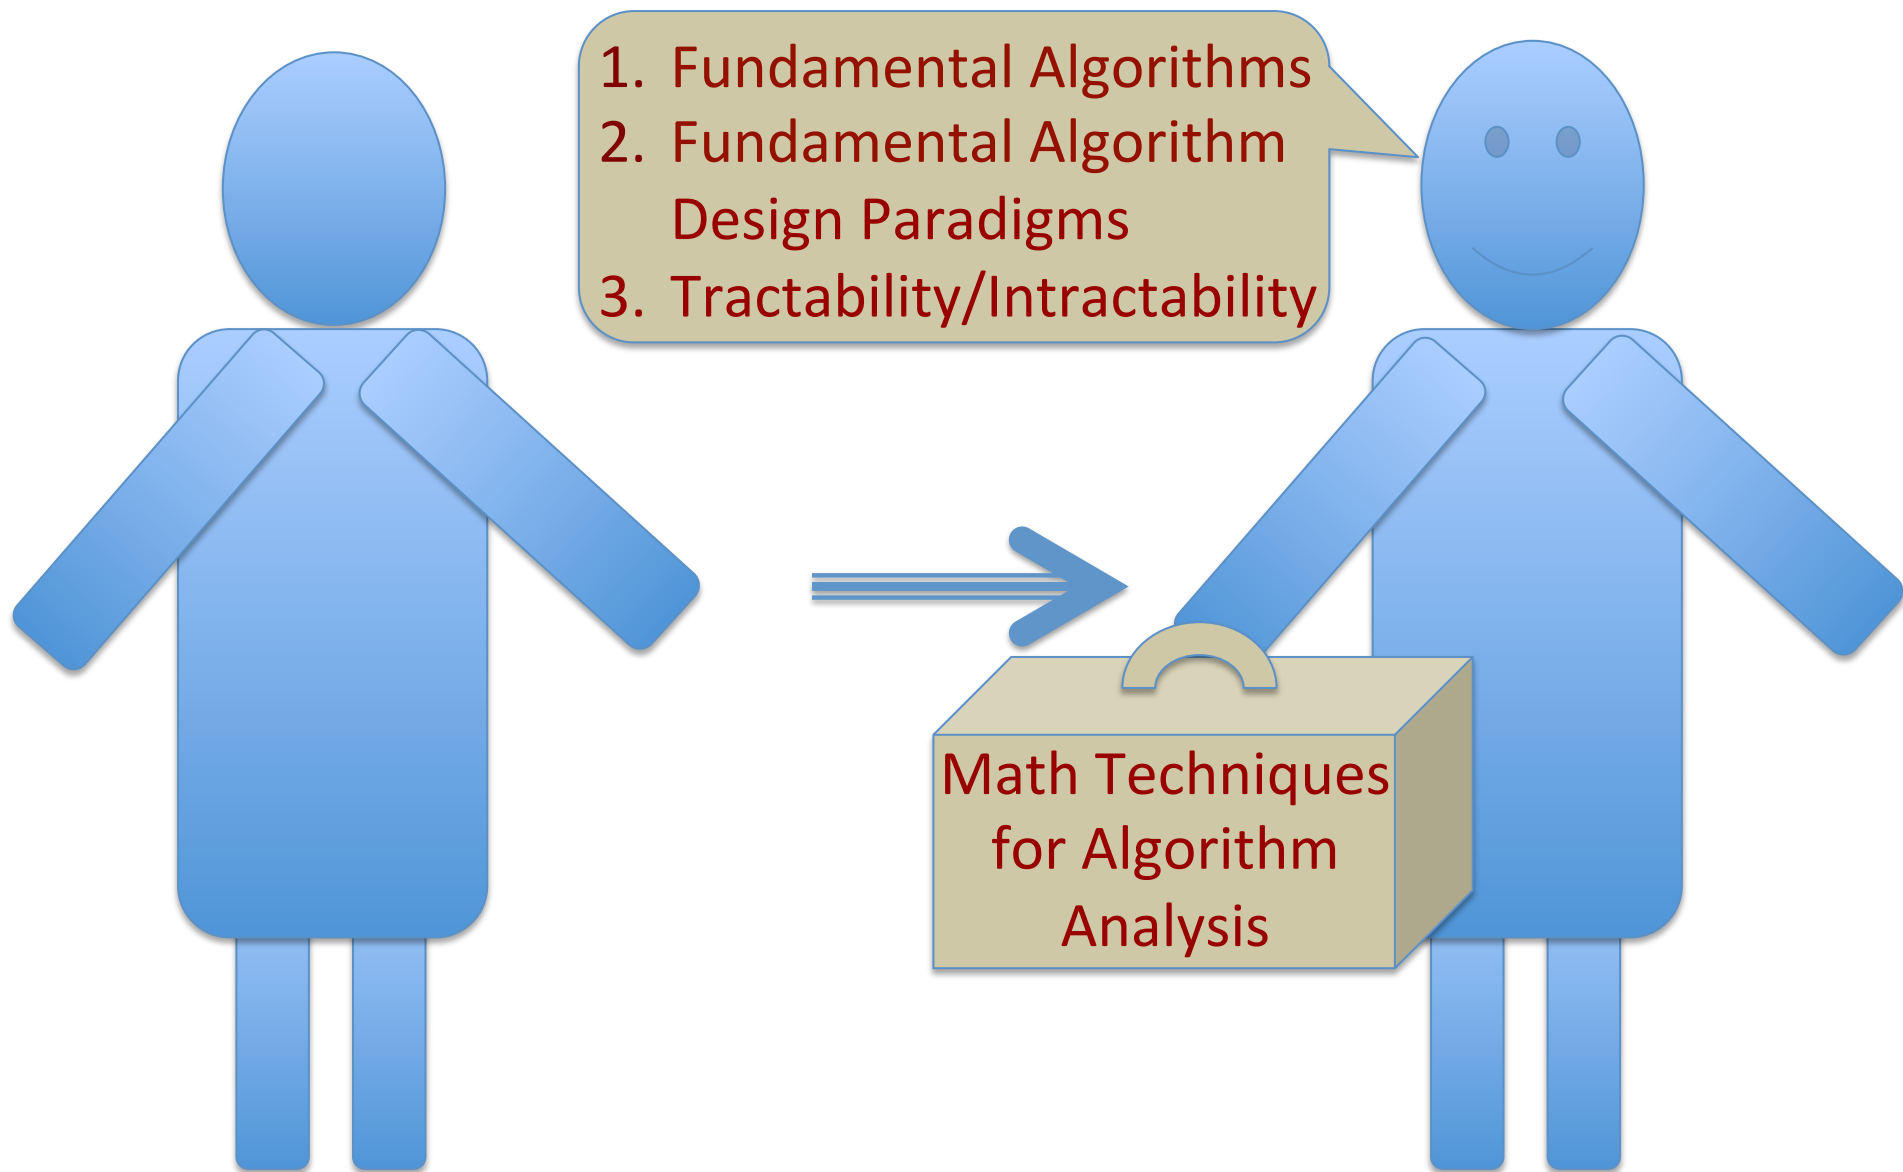 1. Fundamental Algorithms
2. Fundamental Algorithm
Design Paradigms
3. Tractability/Intractability
Math Techniques
for Algorithm
Analysis